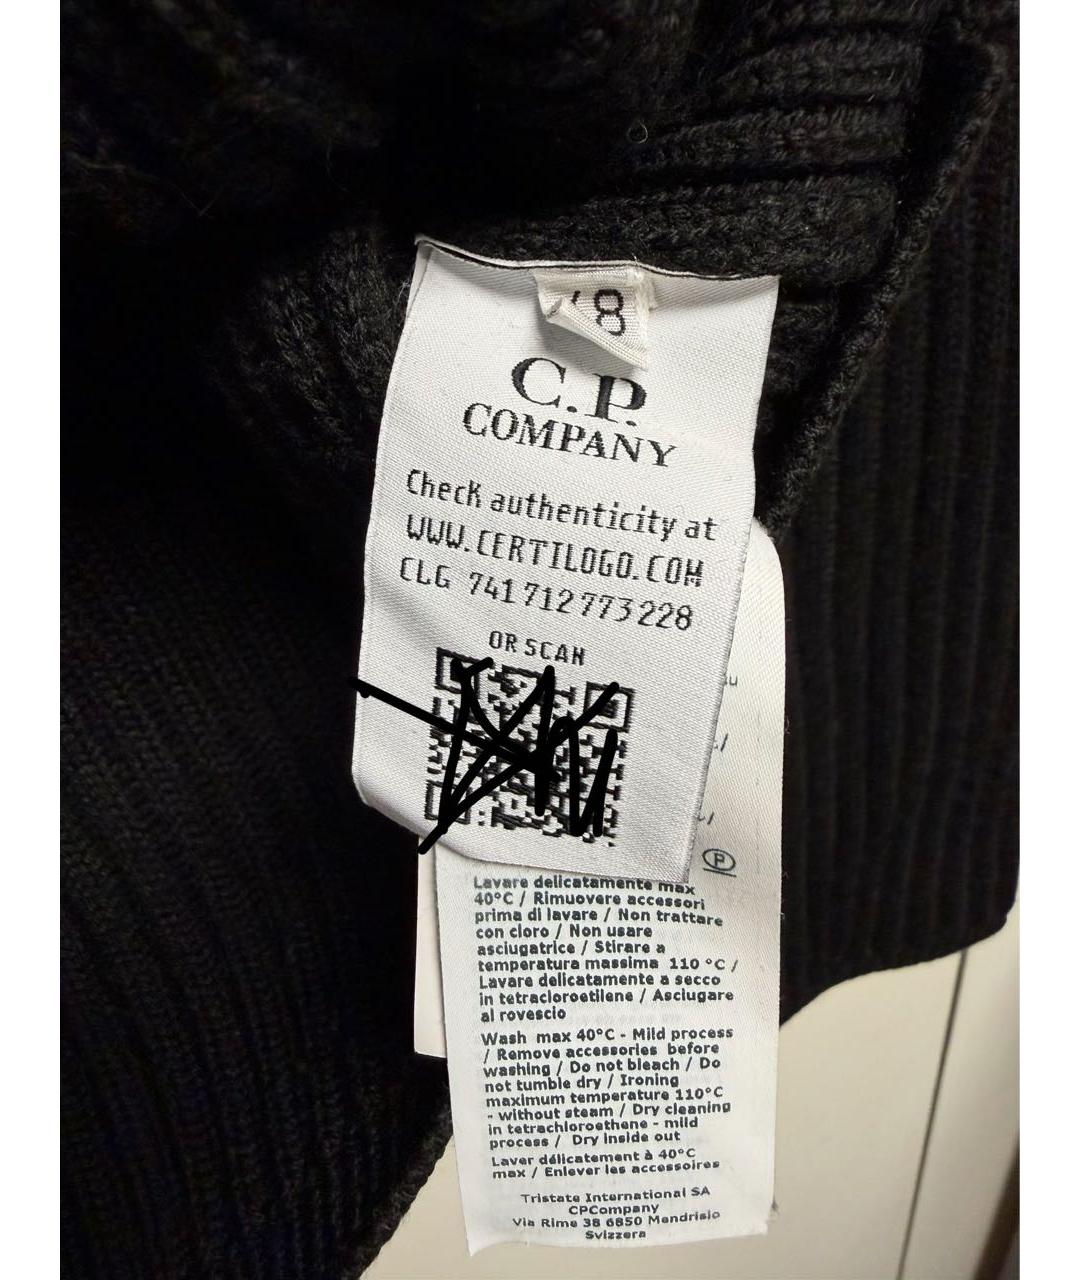 8
C.P.
COMPANY
Check authenticity at
WWW.CERTILOGO.COM
CLG 741 712 773 228
OR SCAN
P
Lavare delicatamente max
40°C / Rimuovere accessori
prima di lavare / Non trattare
con cloro / Non usare
asciugatrice / Stirare a
temperatura massima 110 °C /
Lavare delicatamente a secco
in tetracloroetilene / Asciugare
al rovescio
Wash max 40°C - Mild process
/ Remove accessories before
washing / Do not bleach / Do
not tumble dry / Ironing
maximum temperature 110°C
- without steam / Dry cleaning
in tetrachloroethene - mild
process / Dry inside out
Laver délicatement à 40°C
max / Enlever les accessoires
Tristate International SA
CPCompany
Via Rime 38 6850 Mendrisio
Svizzera